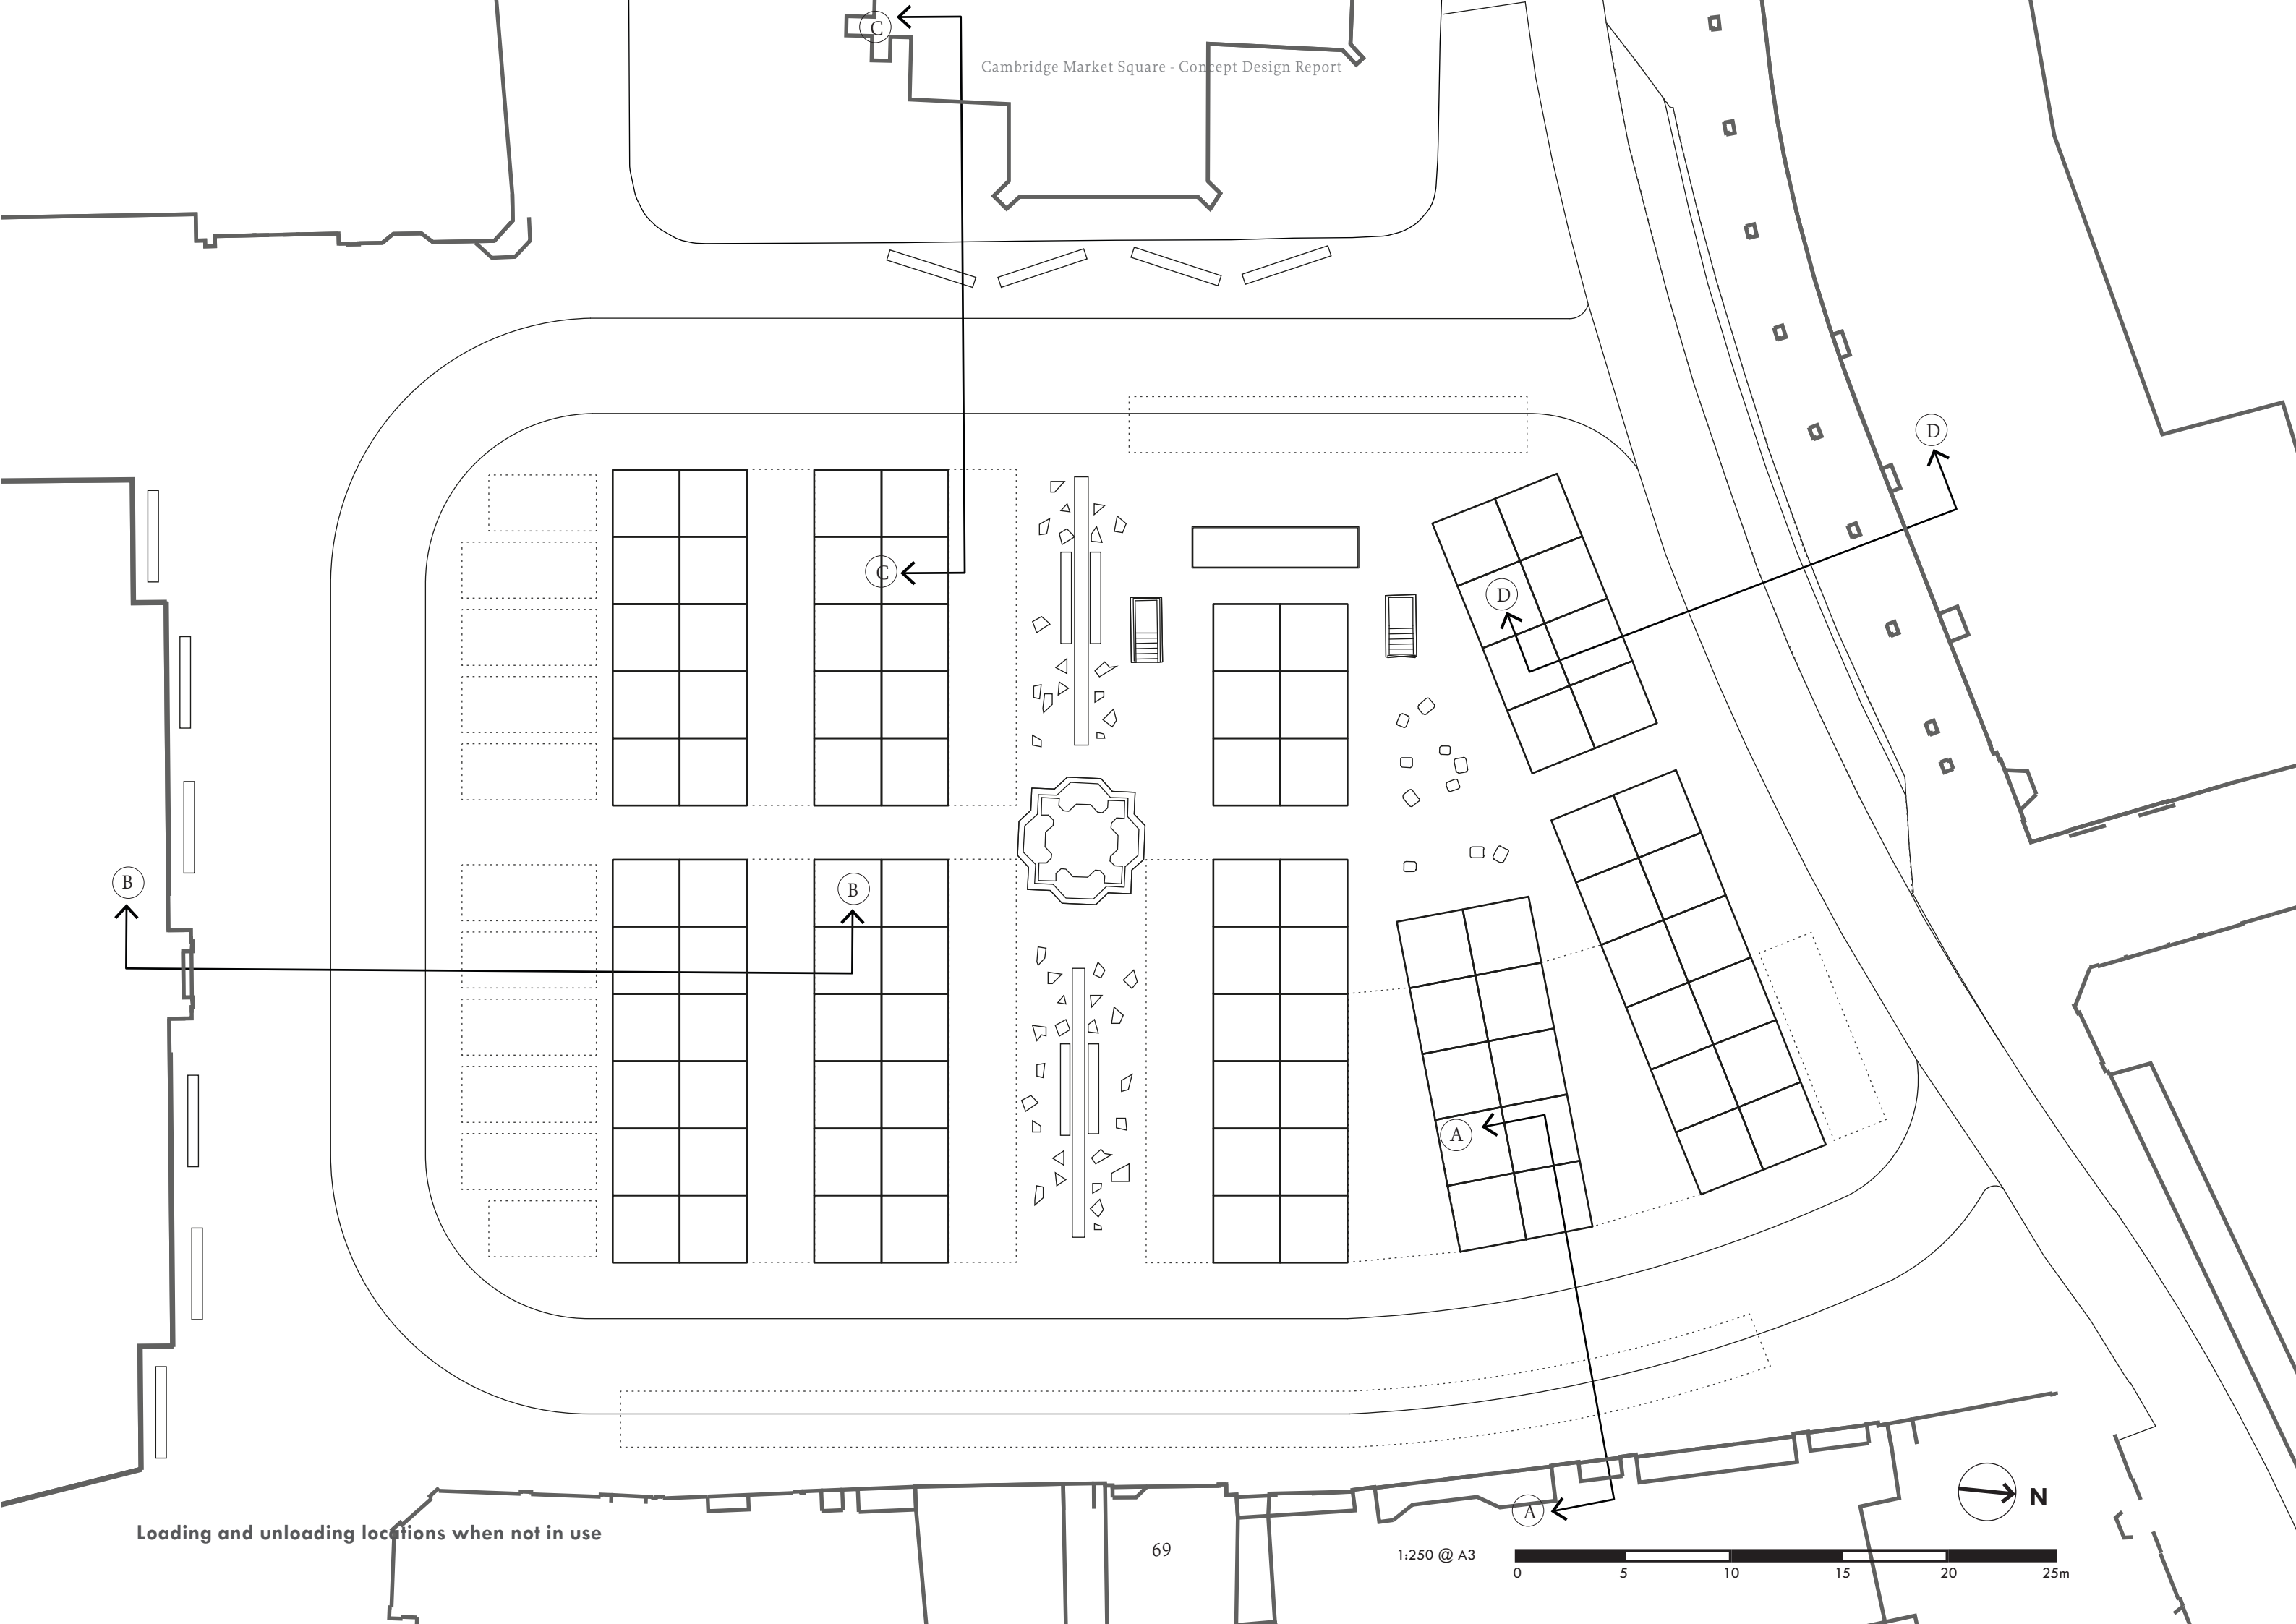 C
Cambridge Market Square - Concept Design Report
D
C
D
B
B
A
A
N
Loading and unloading locations when not in use
69
1:250 @ A3
0 5 10 15 20 25m